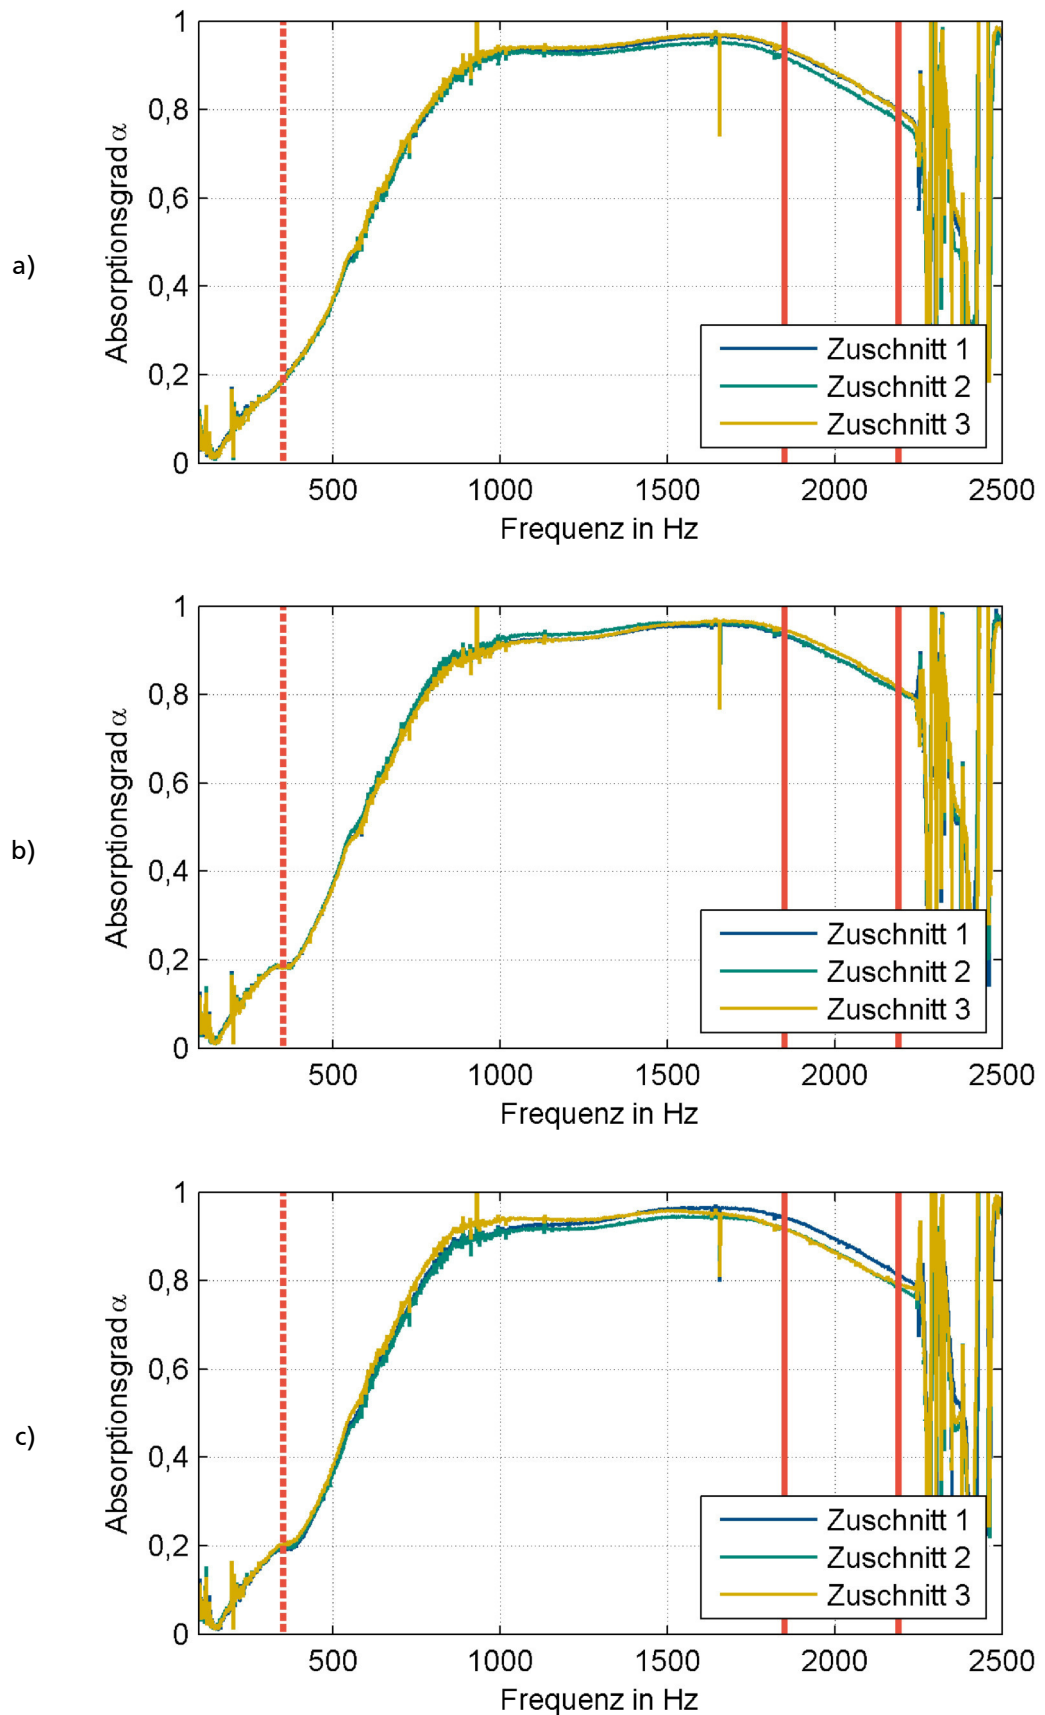 a)
Absorptionsgrad α
1
0,8
0,6
0,4
0,2
0
500
1000
1500
2000
2500
Frequenz in Hz
Zuschnitt 1
Zuschnitt 2
Zuschnitt 3
b)
Absorptionsgrad α
1
0,8
0,6
0,4
0,2
0
500
1000
1500
2000
2500
Frequenz in Hz
Zuschnitt 1
Zuschnitt 2
Zuschnitt 3
c)
Absorptionsgrad α
1
0,8
0,6
0,4
0,2
0
500
1000
1500
2000
2500
Frequenz in Hz
Zuschnitt 1
Zuschnitt 2
Zuschnitt 3